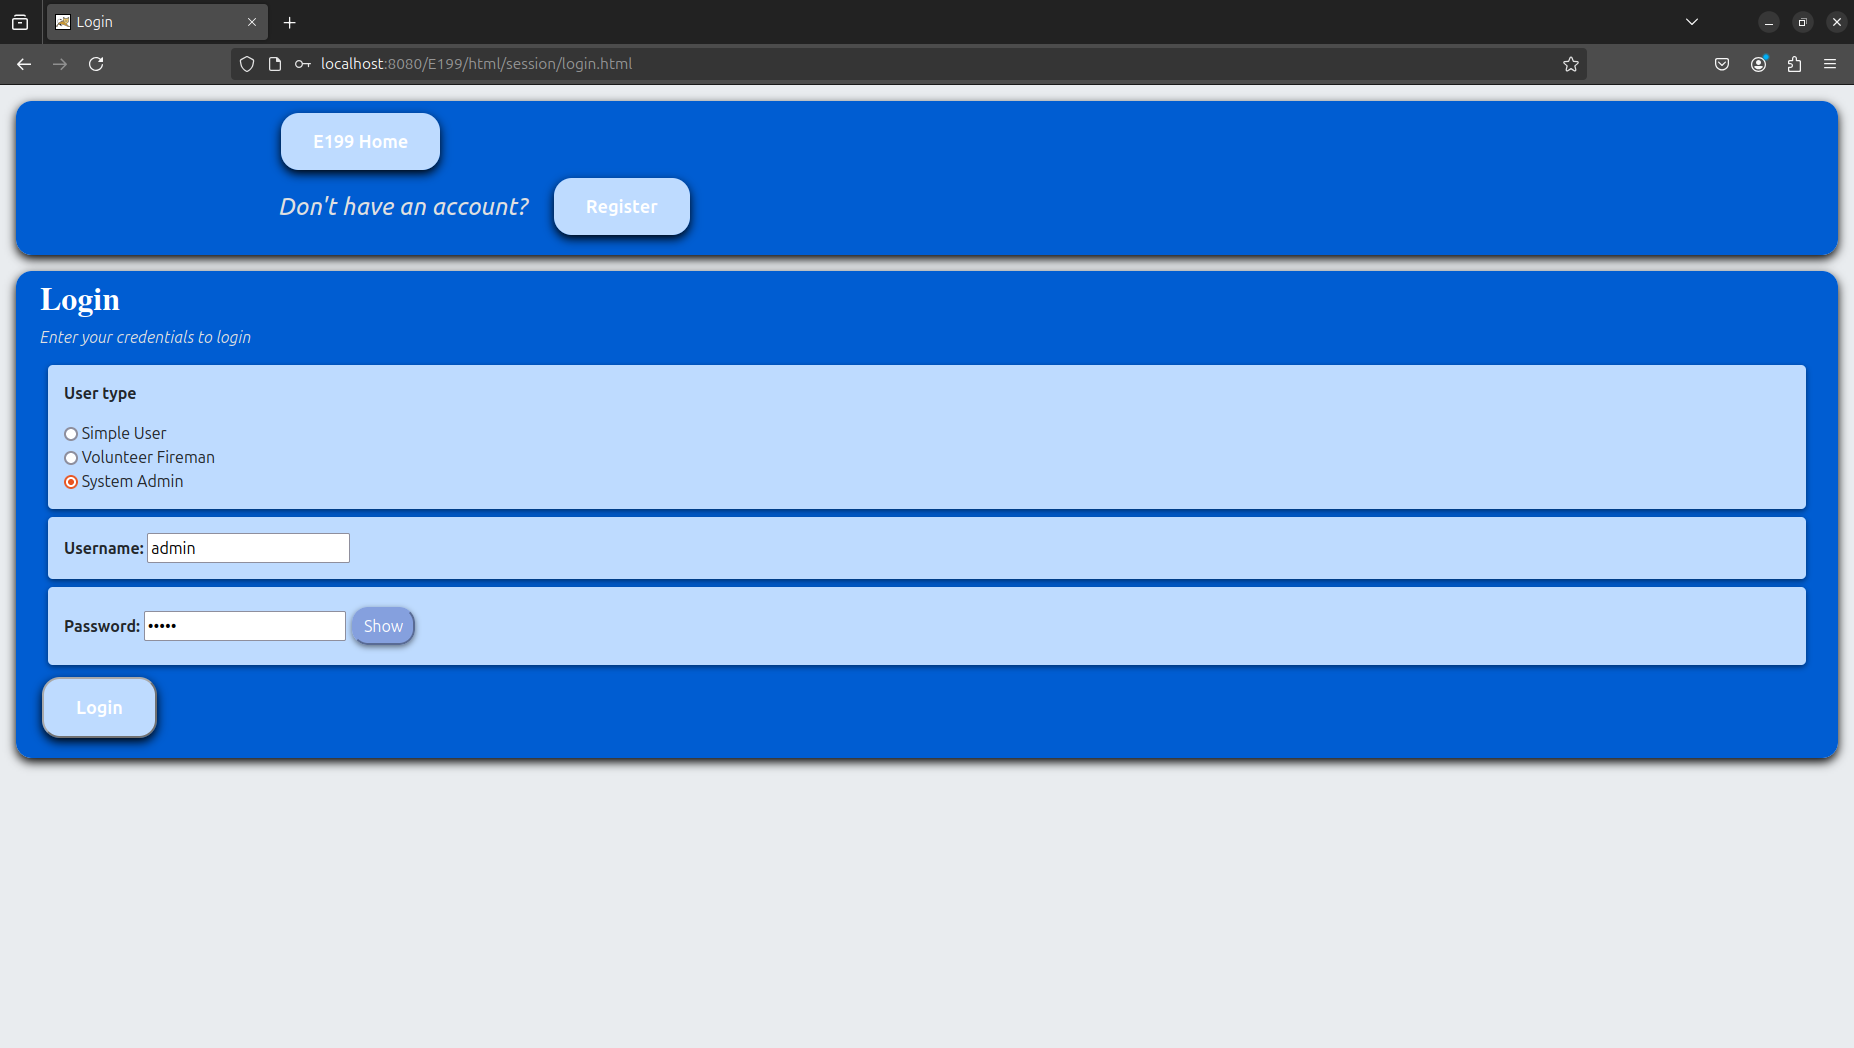 Login
localhost:8080/E199/html/session/login.html
E199 Home
Don't have an account? Register
Login
Enter your credentials to login
User type
Simple User
Volunteer Fireman
System Admin
Username: admin
Password: ••••• Show
Login